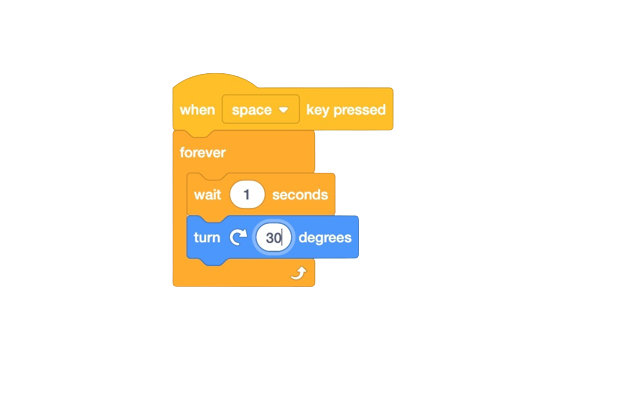 when space key pressed
forever
wait 1 seconds
turn 30 degrees